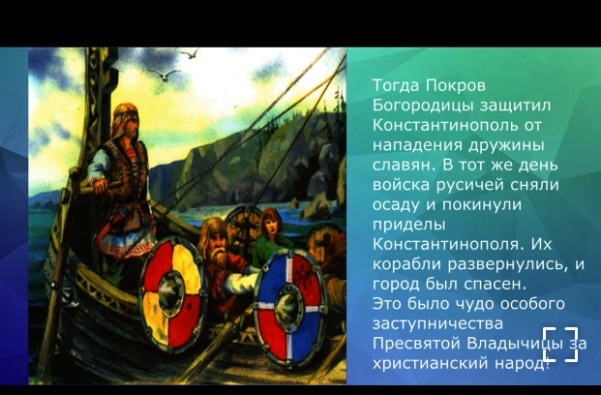 Тогда Покров
Богородицы защитил
Константинополь от
нападения дружины
славян. В тот же день
войска русичей сняли
осаду и покинули
приделы
Константинополя. Их
корабли развернулись, и
город был спасен.
Это было чудо особого
заступничества
Пресвятой Владычицы за
христианский народ!